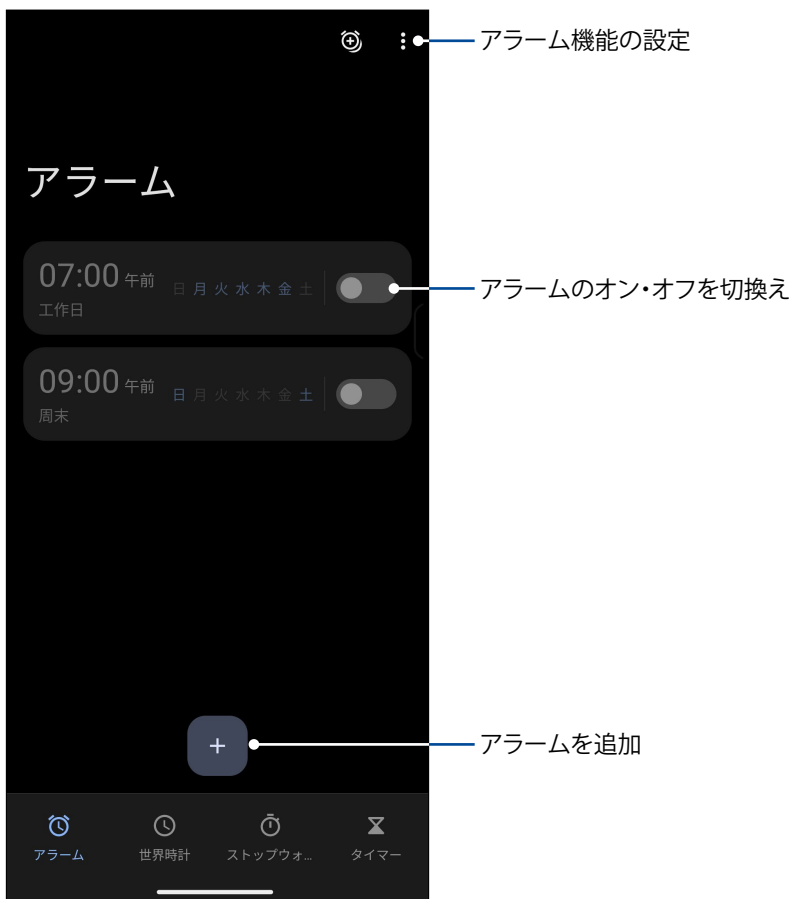 アラーム機能の設定
アラーム
07:00 午前 日 月 火 水 木 金 土
工作日
アラームのオン・オフを切換え
09:00 午前 日 月 火 水 木 金 土
周末
+
アラームを追加
アラーム 世界時計 ストップウォ... タイマー